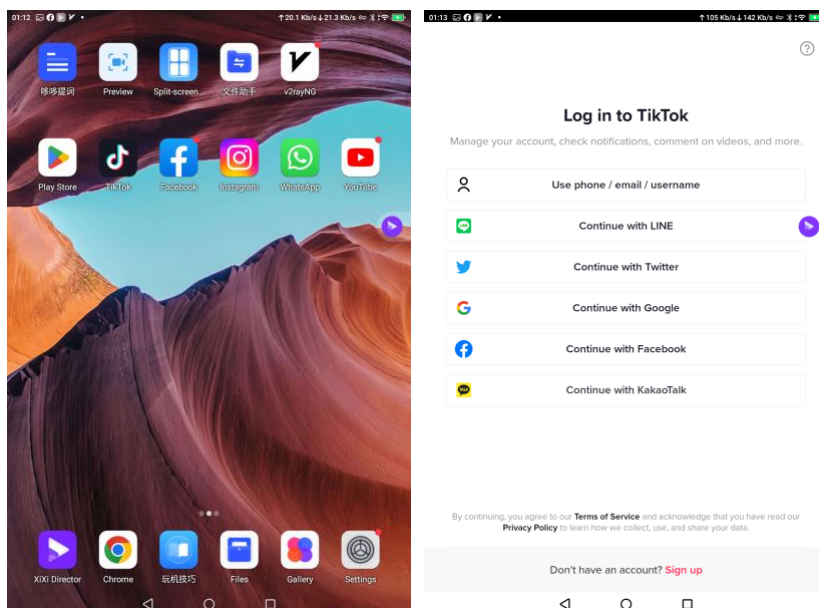 01:12
↑20.1 Kb/s↓21.3 Kb/s
哆哆提词
Preview
Split-screen
文件助手
v2rayNG
Play Store
TikTok
Facebook
Instagram
WhatsApp
YouTube
XiXi Director
Chrome
玩机技巧
Files
Gallery
Settings
01:13
↑105 Kb/s↓142 Kb/s
Log in to TikTok
Manage your account, check notifications, comment on videos, and more.
Use phone / email / username
Continue with LINE
Continue with Twitter
Continue with Google
Continue with Facebook
Continue with KakaoTalk
By continuing, you agree to our Terms of Service and acknowledge that you have read our
Privacy Policy to learn how we collect, use, and share your data.
Don't have an account? Sign up